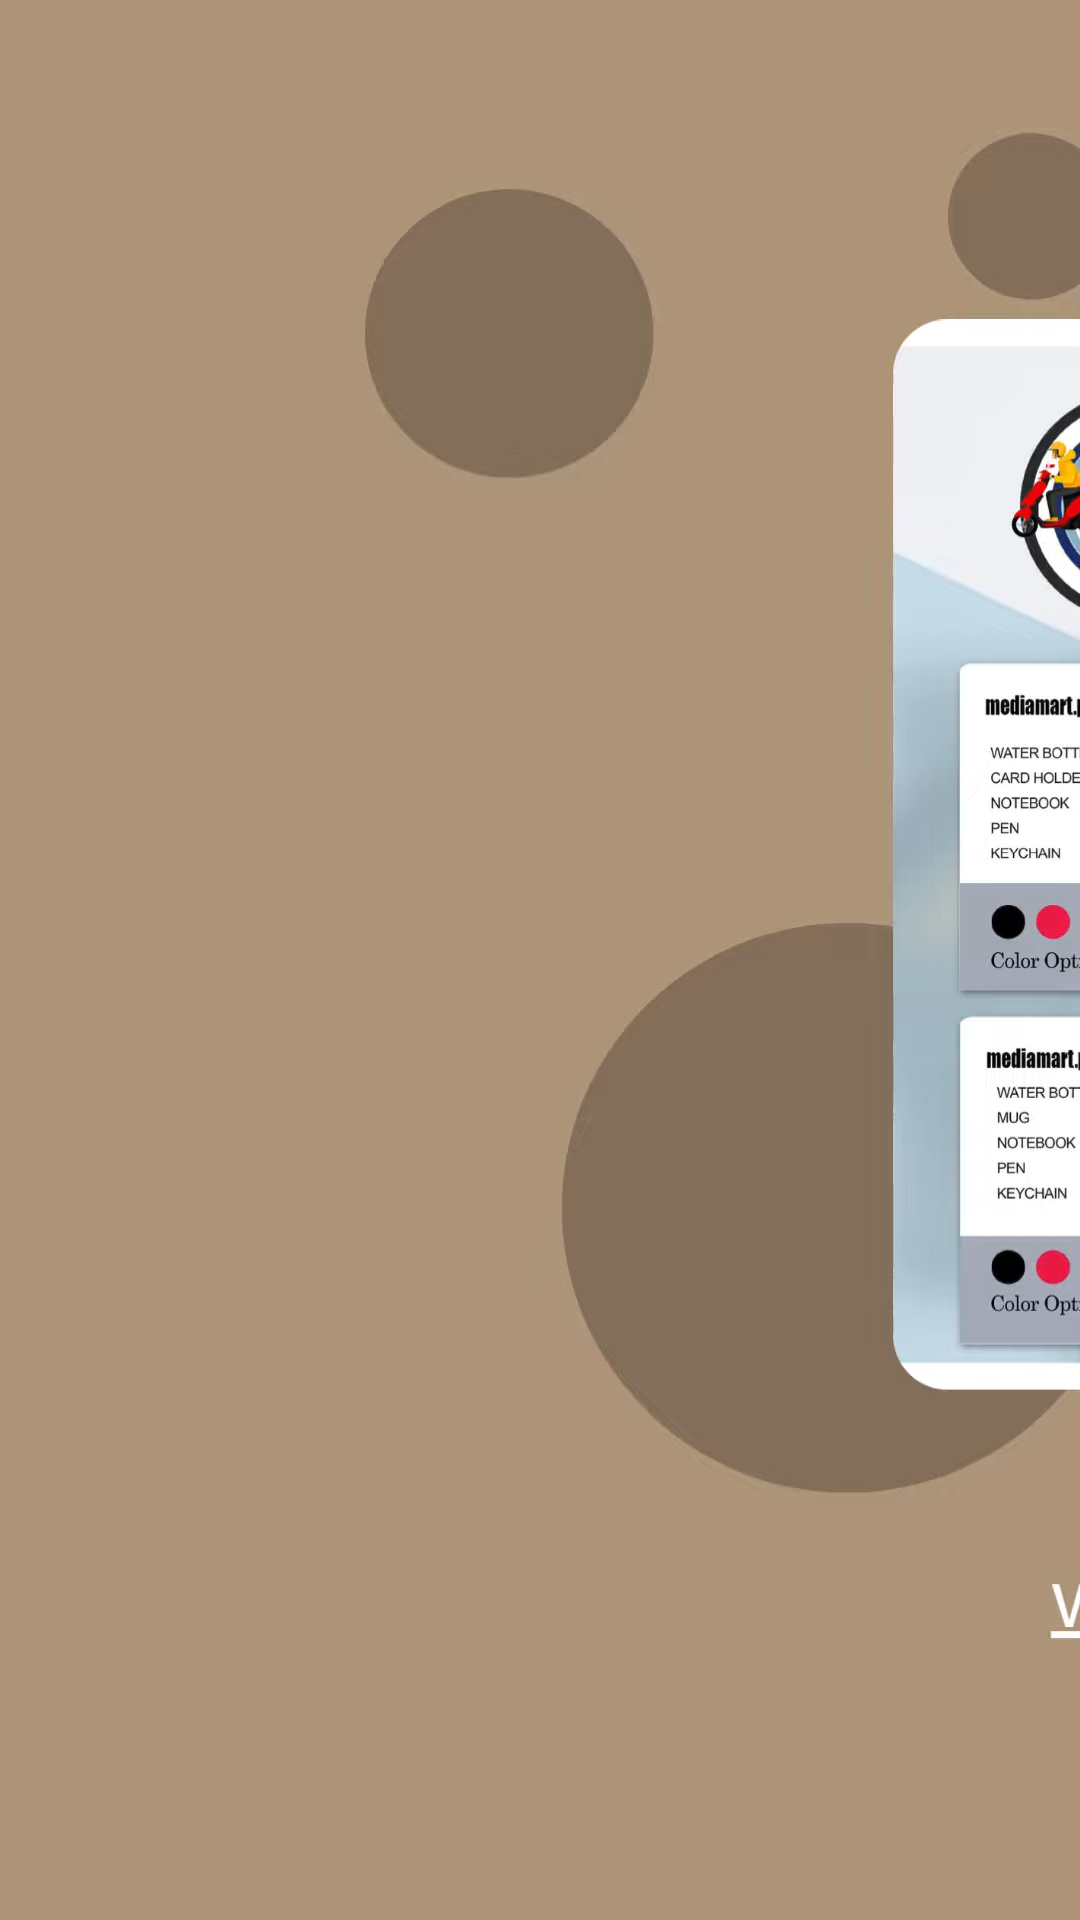 mediamart.p
WATER BOTT
CARD HOLDE
NOTEBOOK
PEN
KEYCHAIN
Color Opt
mediamart.p
WATER BOT
MUG
NOTEBOOK
PEN
KEYCHAIN
Color Opt